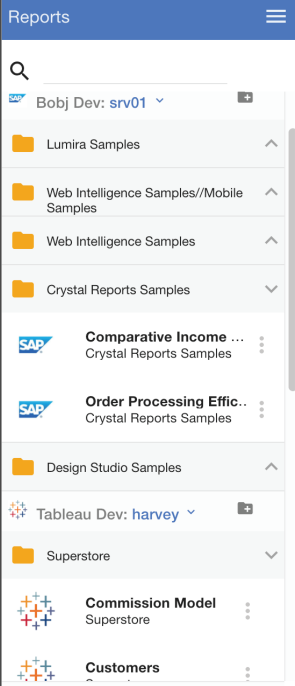 Reports
SAP Bobj Dev: srv01
Lumira Samples
Web Intelligence Samples//Mobile
Samples
Web Intelligence Samples
Crystal Reports Samples
SAP Comparative Income ...
Crystal Reports Samples
SAP Order Processing Effic..
Crystal Reports Samples
Design Studio Samples
Tableau Dev: harvey
Superstore
Commission Model
Superstore
Customers